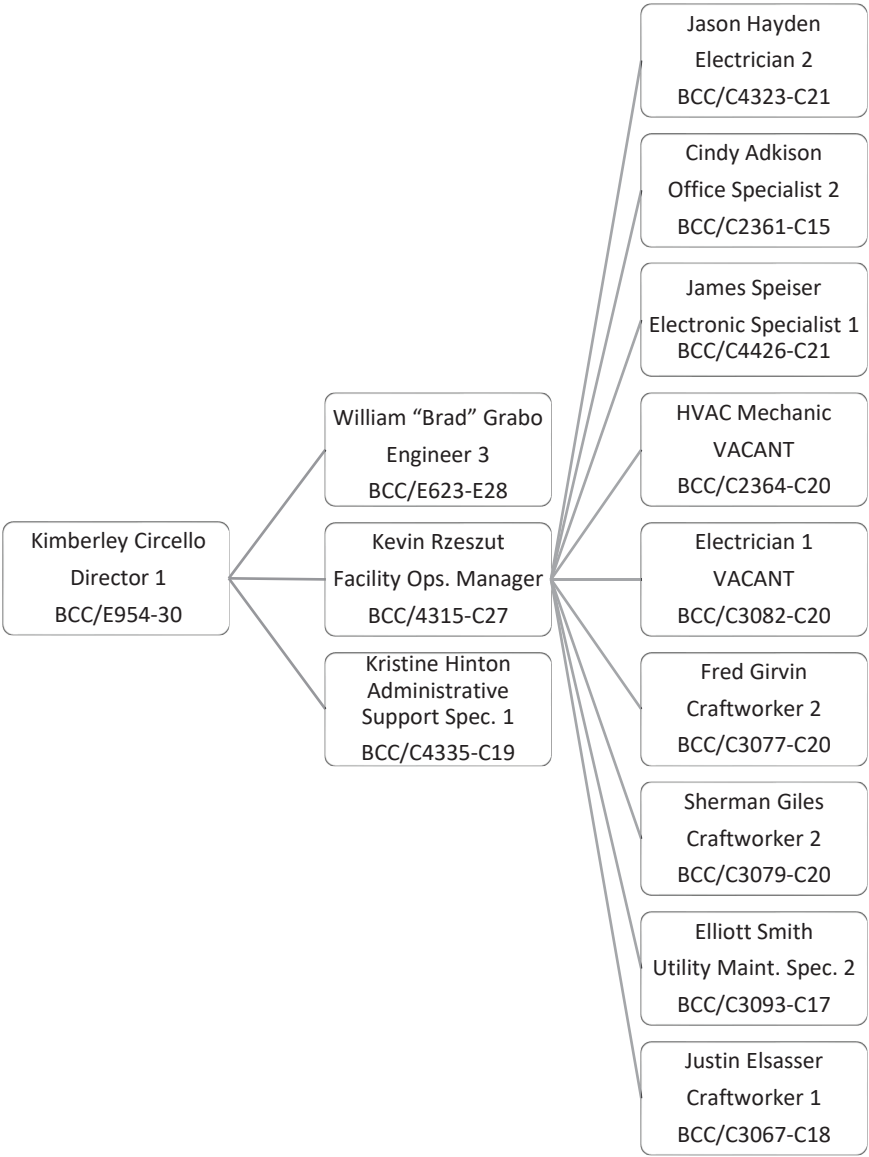 Kimberley Circello
Director 1
BCC/E954-30
William “Brad” Grabo
Engineer 3
BCC/E623-E28
Kevin Rzeszut
Facility Ops. Manager
BCC/4315-C27
Kristine Hinton
Administrative
Support Spec. 1
BCC/C4335-C19
Jason Hayden
Electrician 2
BCC/C4323-C21
Cindy Adkison
Office Specialist 2
BCC/C2361-C15
James Speiser
Electronic Specialist 1
BCC/C4426-C21
HVAC Mechanic
VACANT
BCC/C2364-C20
Electrician 1
VACANT
BCC/C3082-C20
Fred Girvin
Craftworker 2
BCC/C3077-C20
Sherman Giles
Craftworker 2
BCC/C3079-C20
Elliott Smith
Utility Maint. Spec. 2
BCC/C3093-C17
Justin Elsasser
Craftworker 1
BCC/C3067-C18